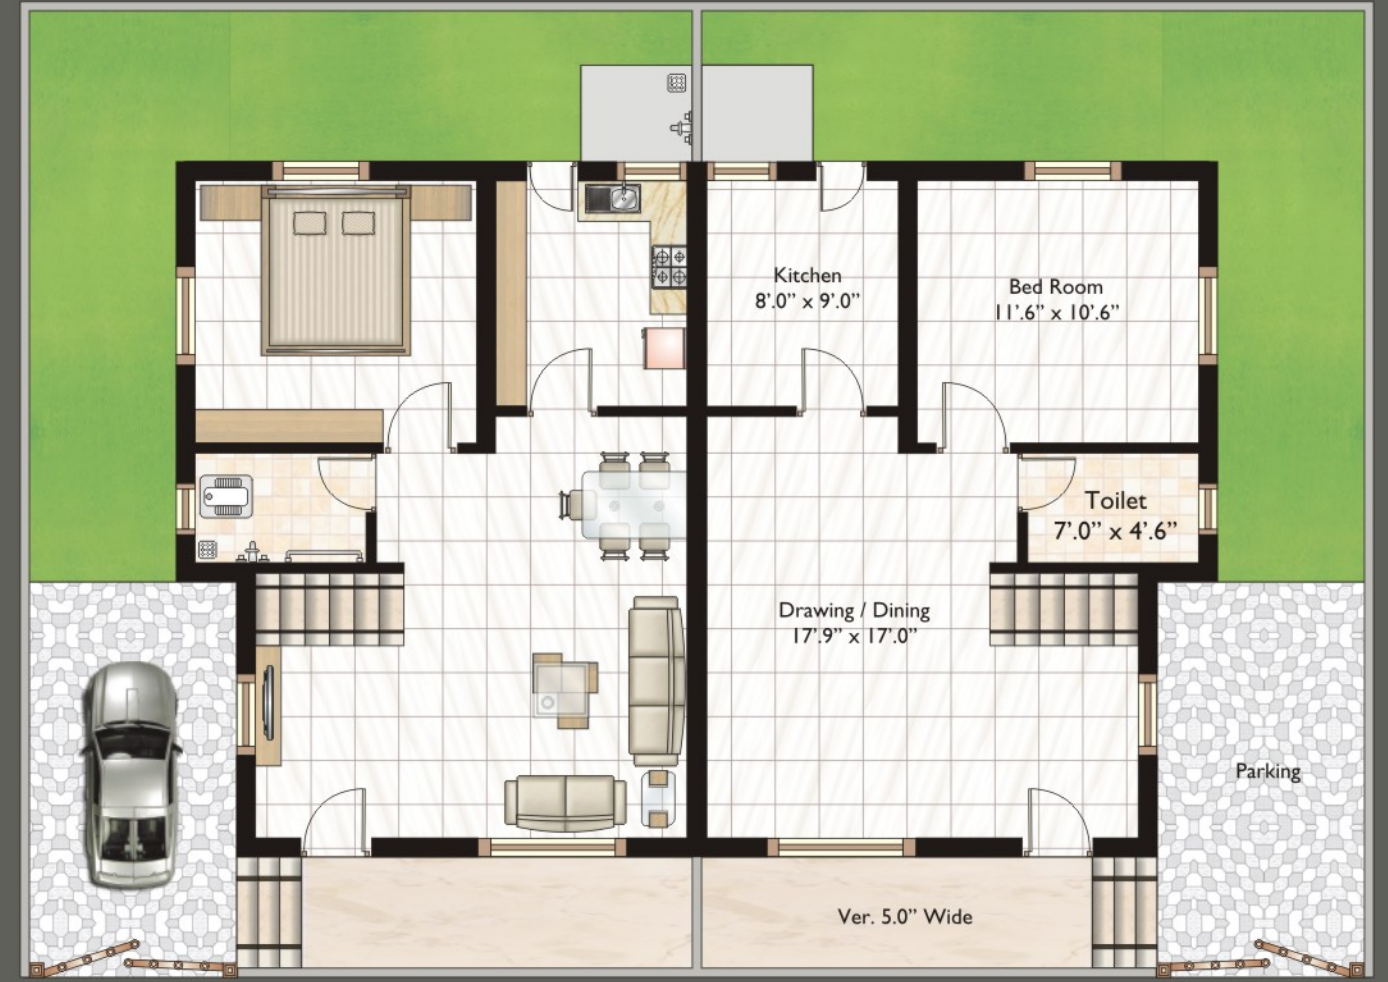 Kitchen
8'.0” x 9'.0”
Bed Room
11'.6” x 10'.6”
Toilet
7'.0” x 4'.6”
Drawing / Dining
17'.9” x 17'.0”
Parking
Ver. 5.0” Wide